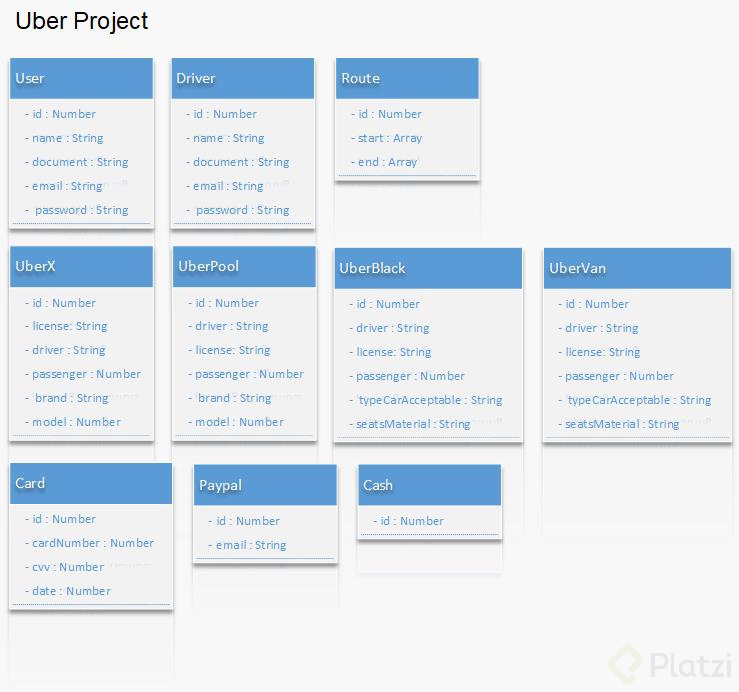 Uber Project
User
- id : Number
- name : String
- document : String
- email : String
- password : String
Driver
- id : Number
- name : String
- document : String
- email : String
- password : String
Route
- id : Number
- start : Array
- end : Array
UberX
- id : Number
- license: String
- driver : String
- passenger : Number
- brand : String
- model : Number
UberPool
- id : Number
- driver : String
- license: String
- passenger : Number
- brand : String
- model : Number
UberBlack
- id : Number
- driver : String
- license: String
- passenger : Number
- typeCarAcceptable : String
- seatsMaterial : String
UberVan
- id : Number
- driver : String
- license: String
- passenger : Number
- typeCarAcceptable : String
- seatsMaterial : String
Card
- id : Number
- cardNumber : Number
- cvv : Number
- date : Number
Paypal
- id : Number
- email : String
Cash
- id : Number
Platzi